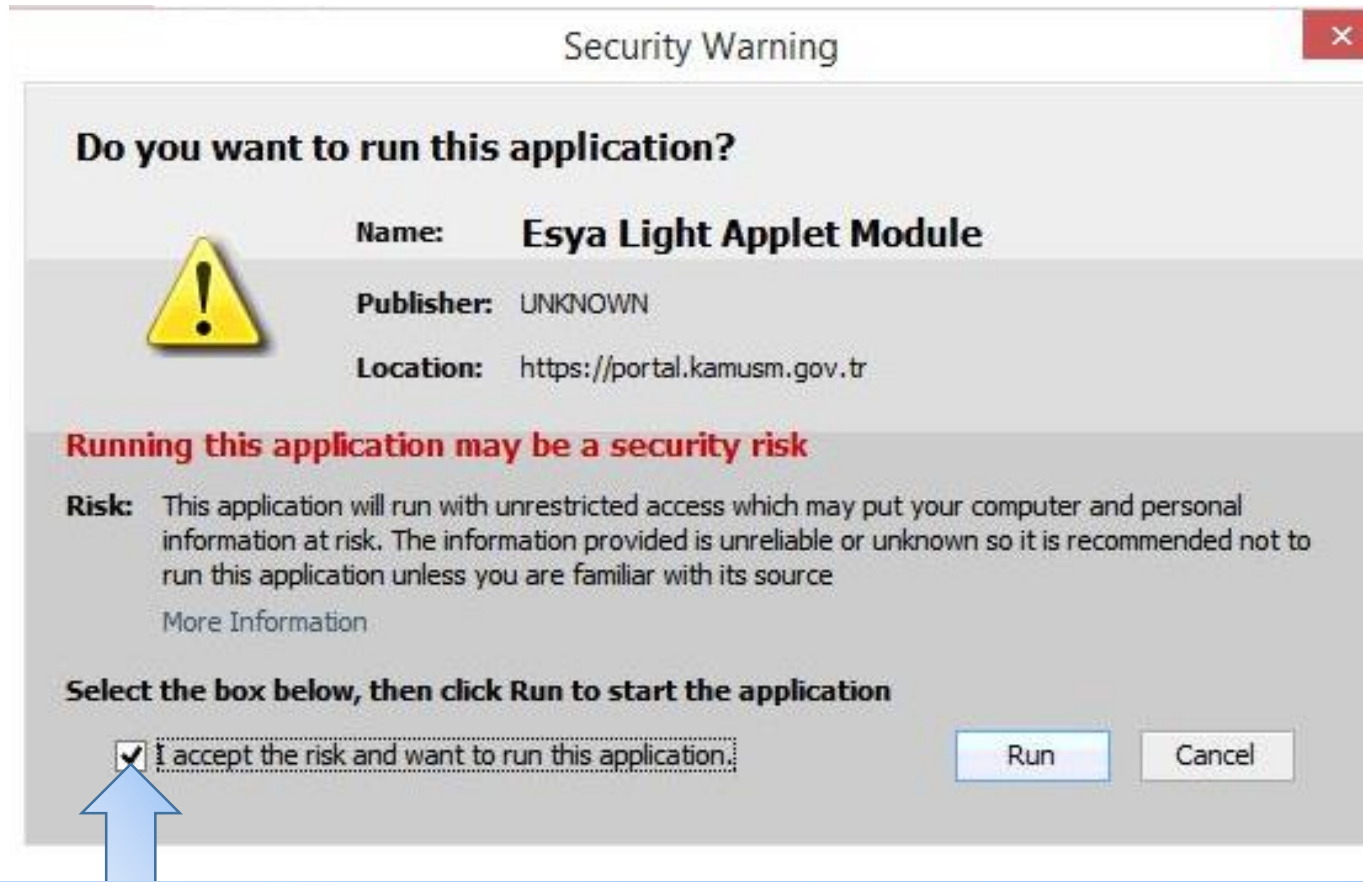 Security Warning
Do you want to run this application?
Name: Esya Light Applet Module
Publisher: UNKNOWN
Location: https://portal.kamusm.gov.tr
Running this application may be a security risk
Risk: This application will run with unrestricted access which may put your computer and personal
information at risk. The information provided is unreliable or unknown so it is recommended not to
run this application unless you are familiar with its source
More Information
Select the box below, then click Run to start the application
I accept the risk and want to run this application. Run Cancel